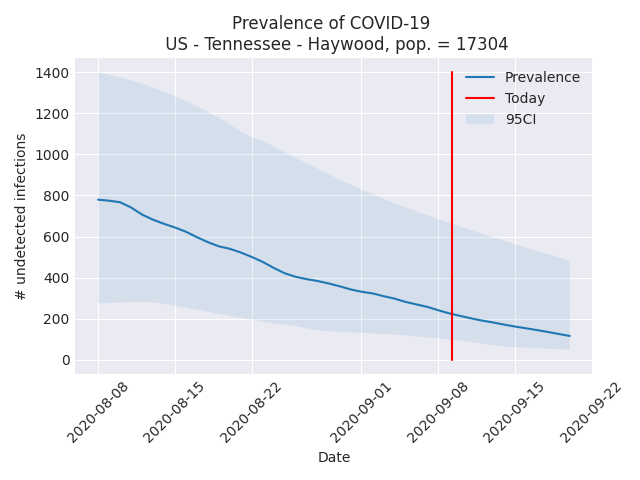 Prevalence of COVID-19
US - Tennessee - Haywood, pop. = 17304
Prevalence
Today
95CI
1400
1200
1000
800
600
400
200
0
# undetected infections
2020-08-08
2020-08-15
2020-08-22
2020-09-01
2020-09-08
2020-09-15
2020-09-22
Date